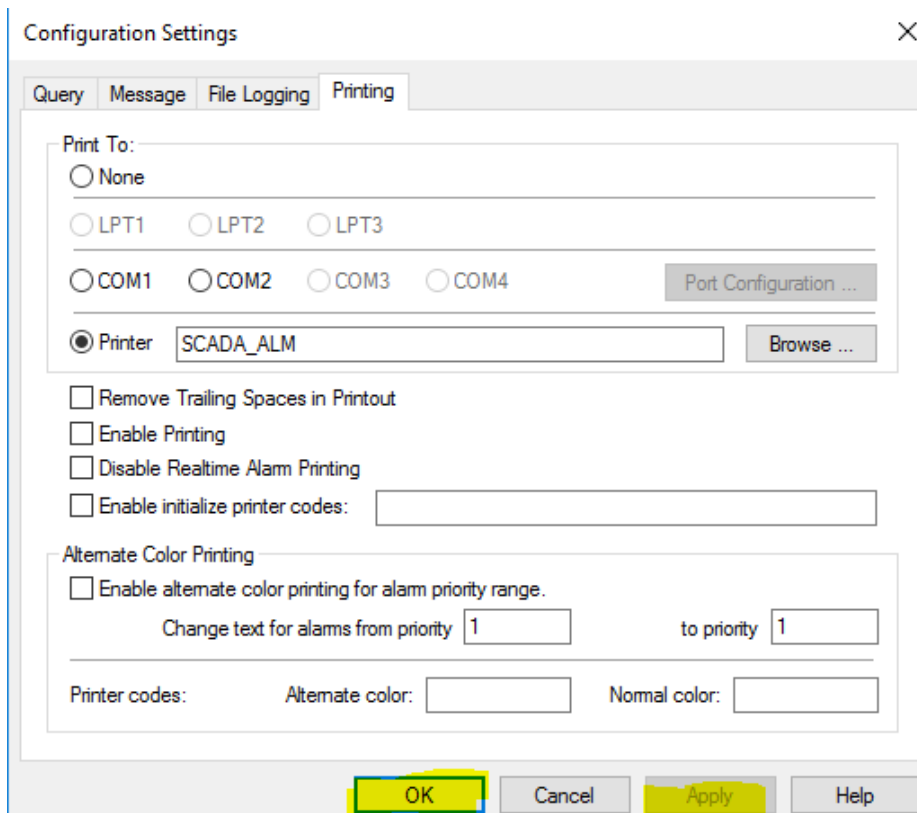 Configuration Settings
Query Message File Logging Printing
Print To:
None
LPT1 LPT2 LPT3
COM1 COM2 COM3 COM4 Port Configuration ...
Printer SCADA_ALM Browse ...
Remove Trailing Spaces in Printout
Enable Printing
Disable Realtime Alarm Printing
Enable initialize printer codes:
Alternate Color Printing
Enable alternate color printing for alarm priority range.
Change text for alarms from priority 1 to priority 1
Printer codes: Alternate color: Normal color:
OK Cancel Apply Help